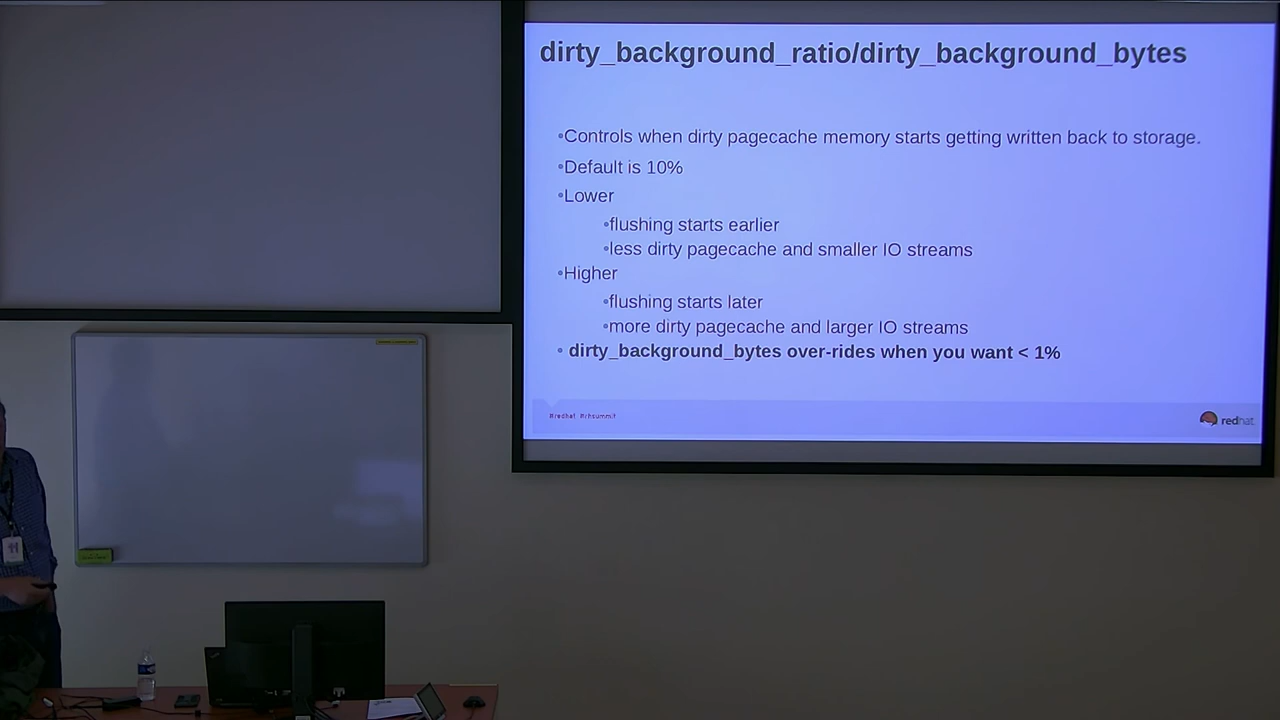 dirty_background_ratio/dirty_background_bytes
•Controls when dirty pagecache memory starts getting written back to storage.
•Default is 10%
•Lower
•flushing starts earlier
•less dirty pagecache and smaller IO streams
•Higher
•flushing starts later
•more dirty pagecache and larger IO streams
• dirty_background_bytes over-rides when you want < 1%
#redhat #rhsummit
redhat.